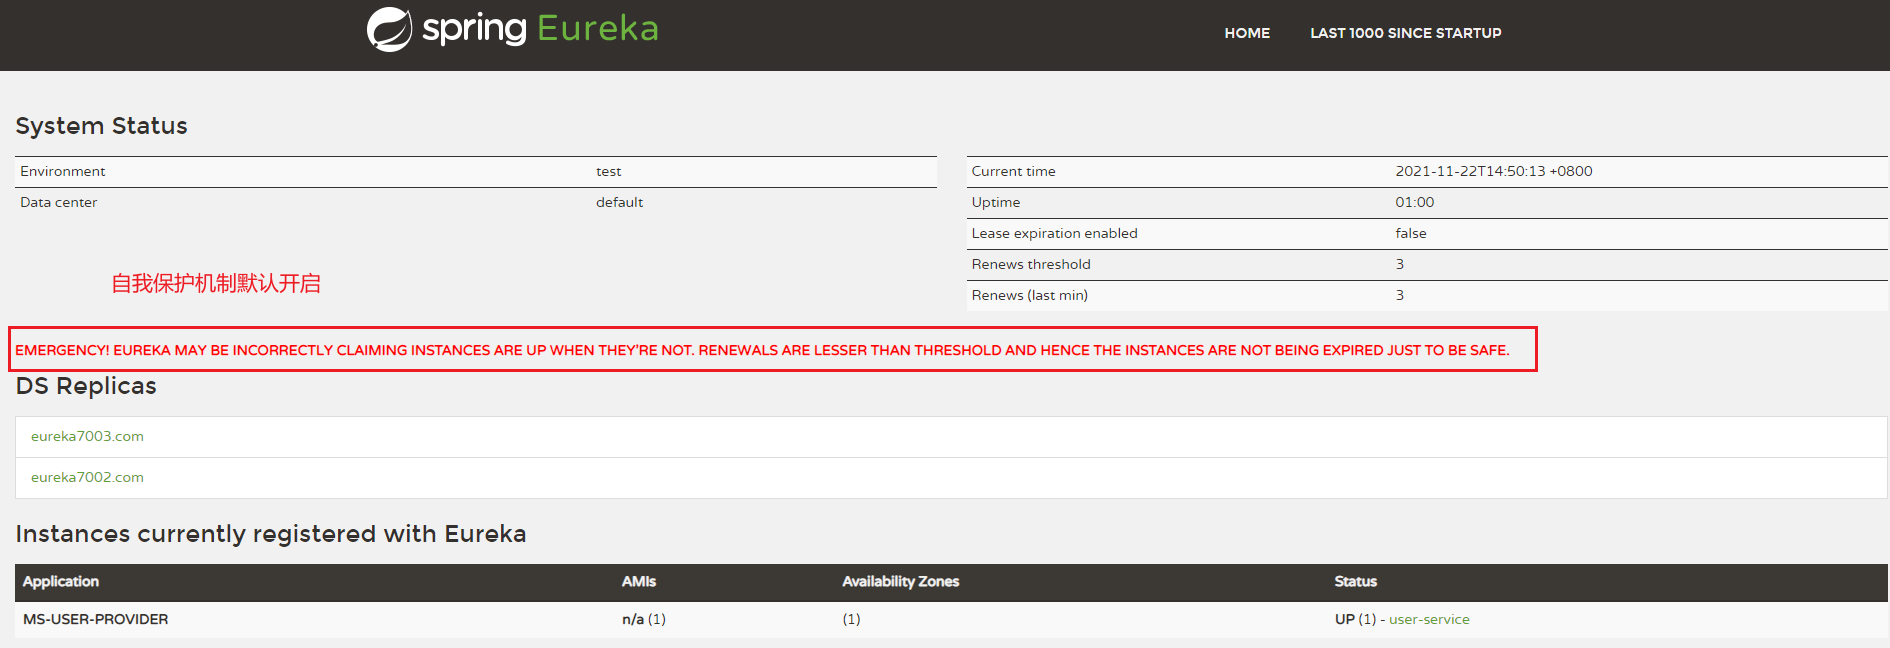 spring Eureka
HOME LAST 1000 SINCE STARTUP
System Status
Environment test
Data center default
Current time 2021-11-22T14:50:13 +0800
Uptime 01:00
Lease expiration enabled false
Renews threshold 3
Renews (last min) 3
自我保护机制默认开启
EMERGENCY! EUREKA MAY BE INCORRECTLY CLAIMING INSTANCES ARE UP WHEN THEY'RE NOT. RENEWALS ARE LESSER THAN THRESHOLD AND HENCE THE INSTANCES ARE NOT BEING EXPIRED JUST TO BE SAFE.
DS Replicas
eureka7003.com
eureka7002.com
Instances currently registered with Eureka
Application AMIs Availability Zones Status
MS-USER-PROVIDER n/a (1) (1) UP (1) - user-service